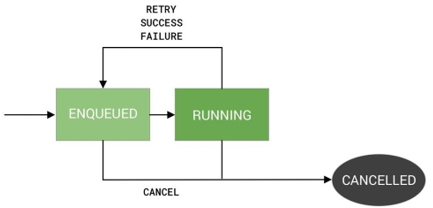 RETRY
SUCCESS
FAILURE
ENQUEUED
RUNNING
CANCELLED
CANCEL